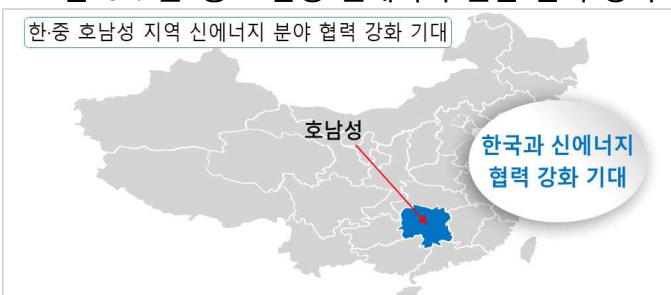 한·중 호남성 지역 신에너지 분야 협력 강화 기대
호남성
한국과 신에너지
협력 강화 기대